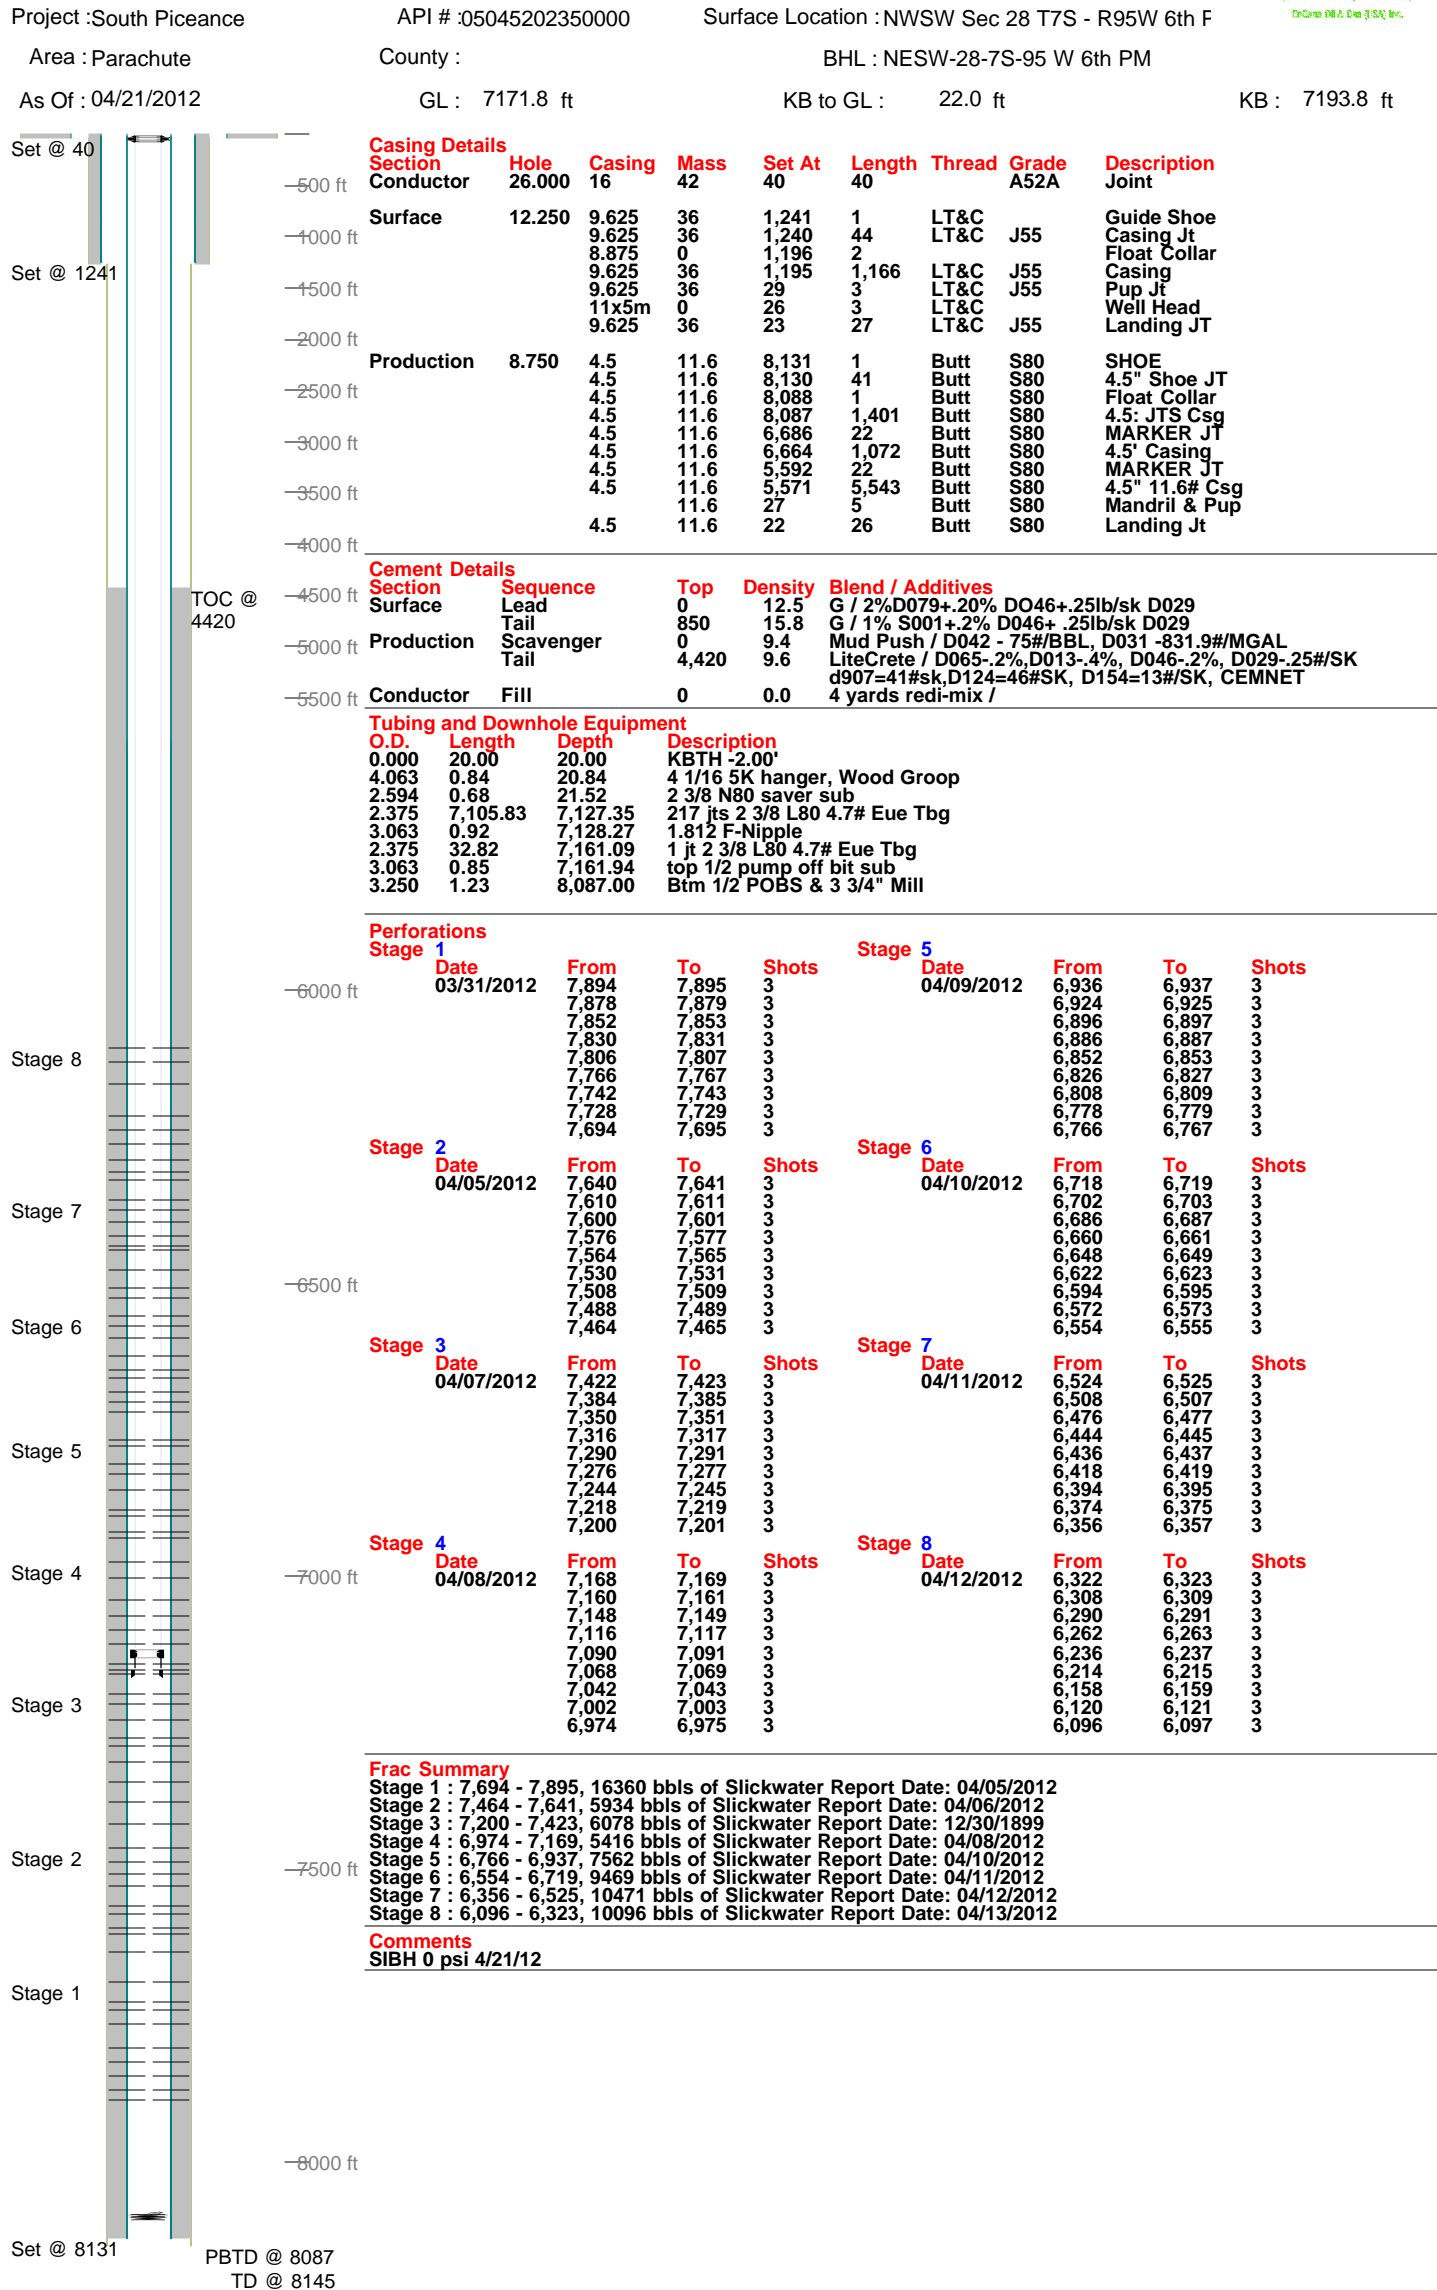 Project : South Piceance API # : 05045202350000 Surface Location : NWSW Sec 28 T7S - R95W 6th P
EnCana Oil & Gas (USA) Inc.
Area : Parachute County : BHL : NESW-28-7S-95 W 6th PM
As Of : 04/21/2012 GL : 7171.8 ft KB to GL : 22.0 ft KB : 7193.8 ft
Set @ 40
500 ft
1000 ft
Set @ 1241
1500 ft
2000 ft
2500 ft
3000 ft
3500 ft
4000 ft
TOC @
4420
4500 ft
5000 ft
5500 ft
6000 ft
Stage 8
Stage 7
6500 ft
Stage 6
Stage 5
Stage 4
7000 ft
Stage 3
Stage 2
7500 ft
Stage 1
8000 ft
Set @ 8131
PBTD @ 8087
TD @ 8145
Casing Details
Section Hole Casing Mass Set At Length Thread Grade Description
Conductor 26.000 16 42 40 40 A52A Joint
Surface 12.250 9.625 36 1,241 1 LT&C Guide Shoe
9.625 36 1,240 44 LT&C J55 Casing Jt
8.875 0 1,196 2 Float Collar
9.625 36 1,195 1,166 LT&C J55 Casing
9.625 36 29 3 LT&C J55 Pup Jt
11x5m 0 26 3 LT&C Well Head
9.625 36 23 27 LT&C J55 Landing JT
Production 8.750 4.5 11.6 8,131 1 Butt S80 SHOE
4.5 11.6 8,130 41 Butt S80 4.5" Shoe JT
4.5 11.6 8,088 1 Butt S80 Float Collar
4.5 11.6 8,087 1,401 Butt S80 4.5: JTS Csg
4.5 11.6 6,686 22 Butt S80 MARKER JT
4.5 11.6 6,664 1,072 Butt S80 4.5' Casing
4.5 11.6 5,592 22 Butt S80 MARKER JT
4.5 11.6 5,571 5,543 Butt S80 4.5" 11.6# Csg
11.6 27 5 Butt S80 Mandril & Pup
4.5 11.6 22 26 Butt S80 Landing Jt
Cement Details
Section Sequence Top Density Blend / Additives
Surface Lead 0 12.5 G / 2%D079+.20% DO46+.25lb/sk D029
Tail 850 15.8 G / 1% S001+.2% D046+ .25lb/sk D029
Production Scavenger 0 9.4 Mud Push / D042 - 75#/BBL, D031 -831.9#/MGAL
Tail 4,420 9.6 LiteCrete / D065-.2%,D013-.4%, D046-.2%, D029-.25#/SK
d907=41#sk,D124=46#SK, D154=13#/SK, CEMNET
Conductor Fill 0 0.0 4 yards redi-mix /
Tubing and Downhole Equipment
O.D. Length Depth Description
0.000 20.00 20.00 KBTH -2.00'
4.063 0.84 20.84 4 1/16 5K hanger, Wood Groop
2.594 0.68 21.52 2 3/8 N80 saver sub
2.375 7,105.83 7,127.35 217 jts 2 3/8 L80 4.7# Eue Tbg
3.063 0.92 7,128.27 1.812 F-Nipple
2.375 32.82 7,161.09 1 jt 2 3/8 L80 4.7# Eue Tbg
3.063 0.85 7,161.94 top 1/2 pump off bit sub
3.250 1.23 8,087.00 Btm 1/2 POBS & 3 3/4" Mill
Perforations
Stage 1 Stage 5
Date From To Shots Date From To Shots
03/31/2012 7,894 7,895 3 04/09/2012 6,936 6,937 3
7,878 7,879 3 6,924 6,925 3
7,852 7,853 3 6,896 6,897 3
7,830 7,831 3 6,886 6,887 3
7,806 7,807 3 6,852 6,853 3
7,766 7,767 3 6,826 6,827 3
7,742 7,743 3 6,808 6,809 3
7,728 7,729 3 6,778 6,779 3
7,694 7,695 3 6,766 6,767 3
Stage 2 Stage 6
Date From To Shots Date From To Shots
04/05/2012 7,640 7,641 3 04/10/2012 6,718 6,719 3
7,610 7,611 3 6,702 6,703 3
7,600 7,601 3 6,686 6,687 3
7,576 7,577 3 6,660 6,661 3
7,564 7,565 3 6,648 6,649 3
7,530 7,531 3 6,622 6,623 3
7,508 7,509 3 6,594 6,595 3
7,488 7,489 3 6,572 6,573 3
7,464 7,465 3 6,554 6,555 3
Stage 3 Stage 7
Date From To Shots Date From To Shots
04/07/2012 7,422 7,423 3 04/11/2012 6,524 6,525 3
7,384 7,385 3 6,508 6,507 3
7,350 7,351 3 6,476 6,477 3
7,316 7,317 3 6,444 6,445 3
7,290 7,291 3 6,436 6,437 3
7,276 7,277 3 6,418 6,419 3
7,244 7,245 3 6,394 6,395 3
7,218 7,219 3 6,374 6,375 3
7,200 7,201 3 6,356 6,357 3
Stage 4 Stage 8
Date From To Shots Date From To Shots
04/08/2012 7,168 7,169 3 04/12/2012 6,322 6,323 3
7,160 7,161 3 6,308 6,309 3
7,148 7,149 3 6,290 6,291 3
7,116 7,117 3 6,262 6,263 3
7,090 7,091 3 6,236 6,237 3
7,068 7,069 3 6,214 6,215 3
7,042 7,043 3 6,158 6,159 3
7,002 7,003 3 6,120 6,121 3
6,974 6,975 3 6,096 6,097 3
Frac Summary
Stage 1 : 7,694 - 7,895, 16360 bbls of Slickwater Report Date: 04/05/2012
Stage 2 : 7,464 - 7,641, 5934 bbls of Slickwater Report Date: 04/06/2012
Stage 3 : 7,200 - 7,423, 6078 bbls of Slickwater Report Date: 12/30/1899
Stage 4 : 6,974 - 7,169, 5416 bbls of Slickwater Report Date: 04/08/2012
Stage 5 : 6,766 - 6,937, 7562 bbls of Slickwater Report Date: 04/10/2012
Stage 6 : 6,554 - 6,719, 9469 bbls of Slickwater Report Date: 04/11/2012
Stage 7 : 6,356 - 6,525, 10471 bbls of Slickwater Report Date: 04/12/2012
Stage 8 : 6,096 - 6,323, 10096 bbls of Slickwater Report Date: 04/13/2012
Comments
SIBH 0 psi 4/21/12